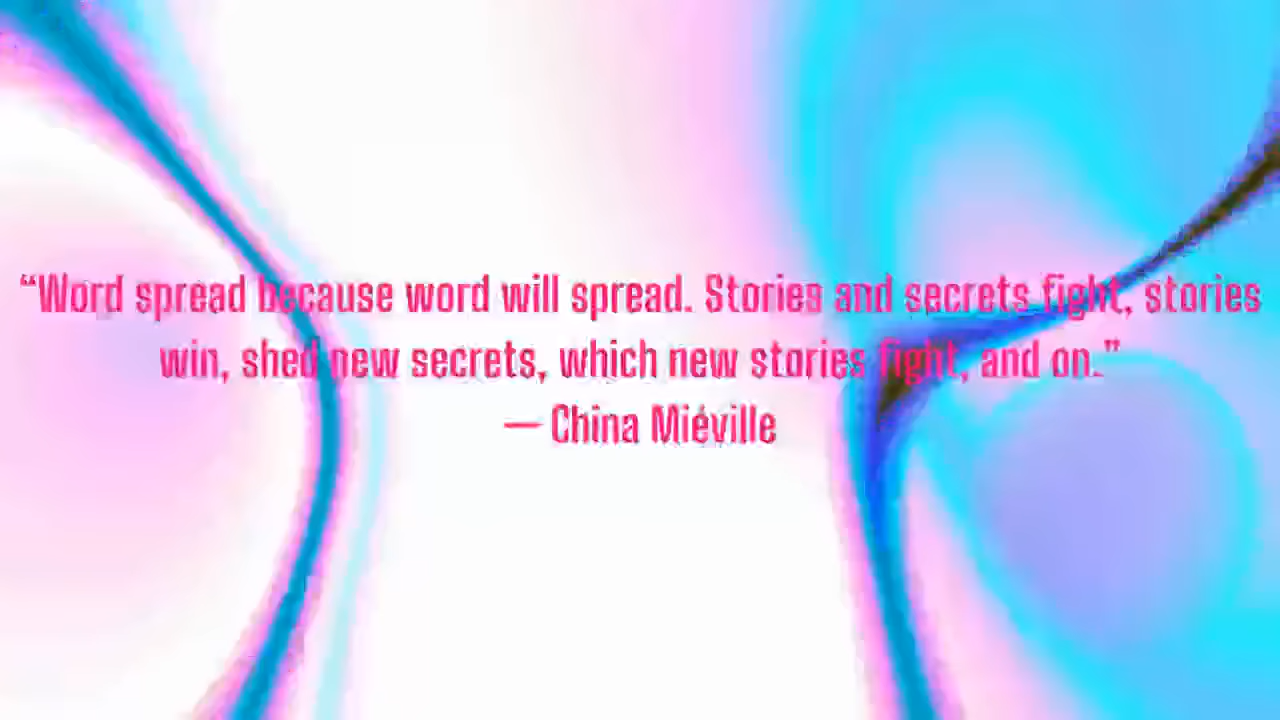 “Word spread because word will spread. Stories and secrets fight, stories
win, shed new secrets, which new stories fight, and on.”
— China Miéville